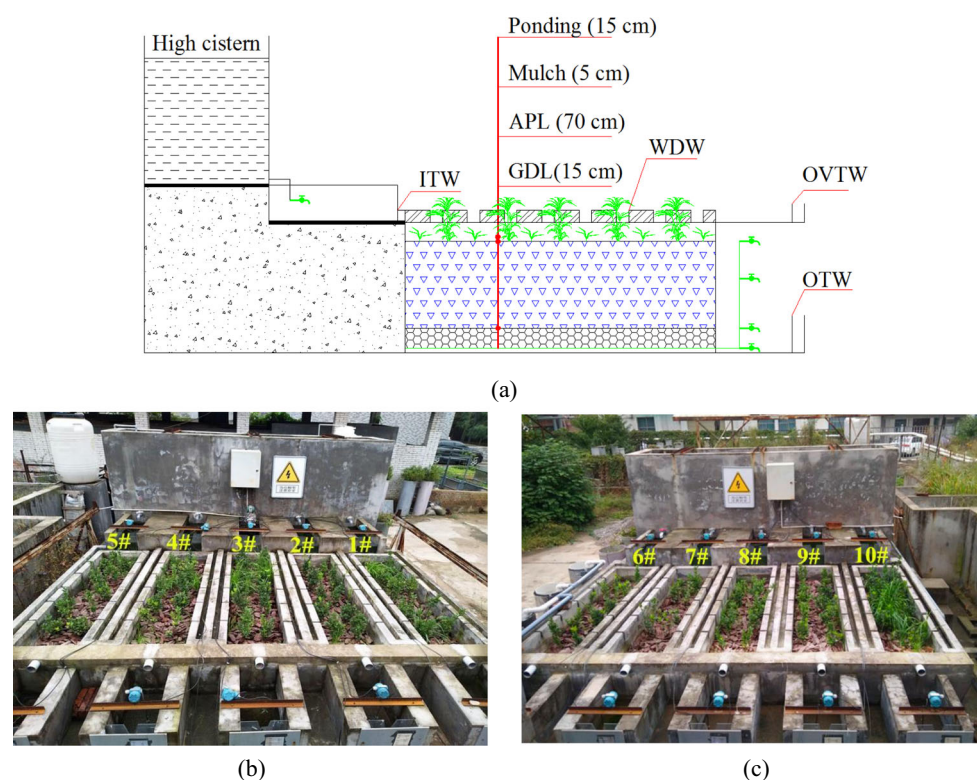 High cistern
Ponding (15 cm)
Mulch (5 cm)
APL (70 cm)
GDL(15 cm)
WDW
ITW
OVTW
OTW
(a)
5# 4# 3# 2# 1#
6# 7# 8# 9# 10#
(b)
(c)